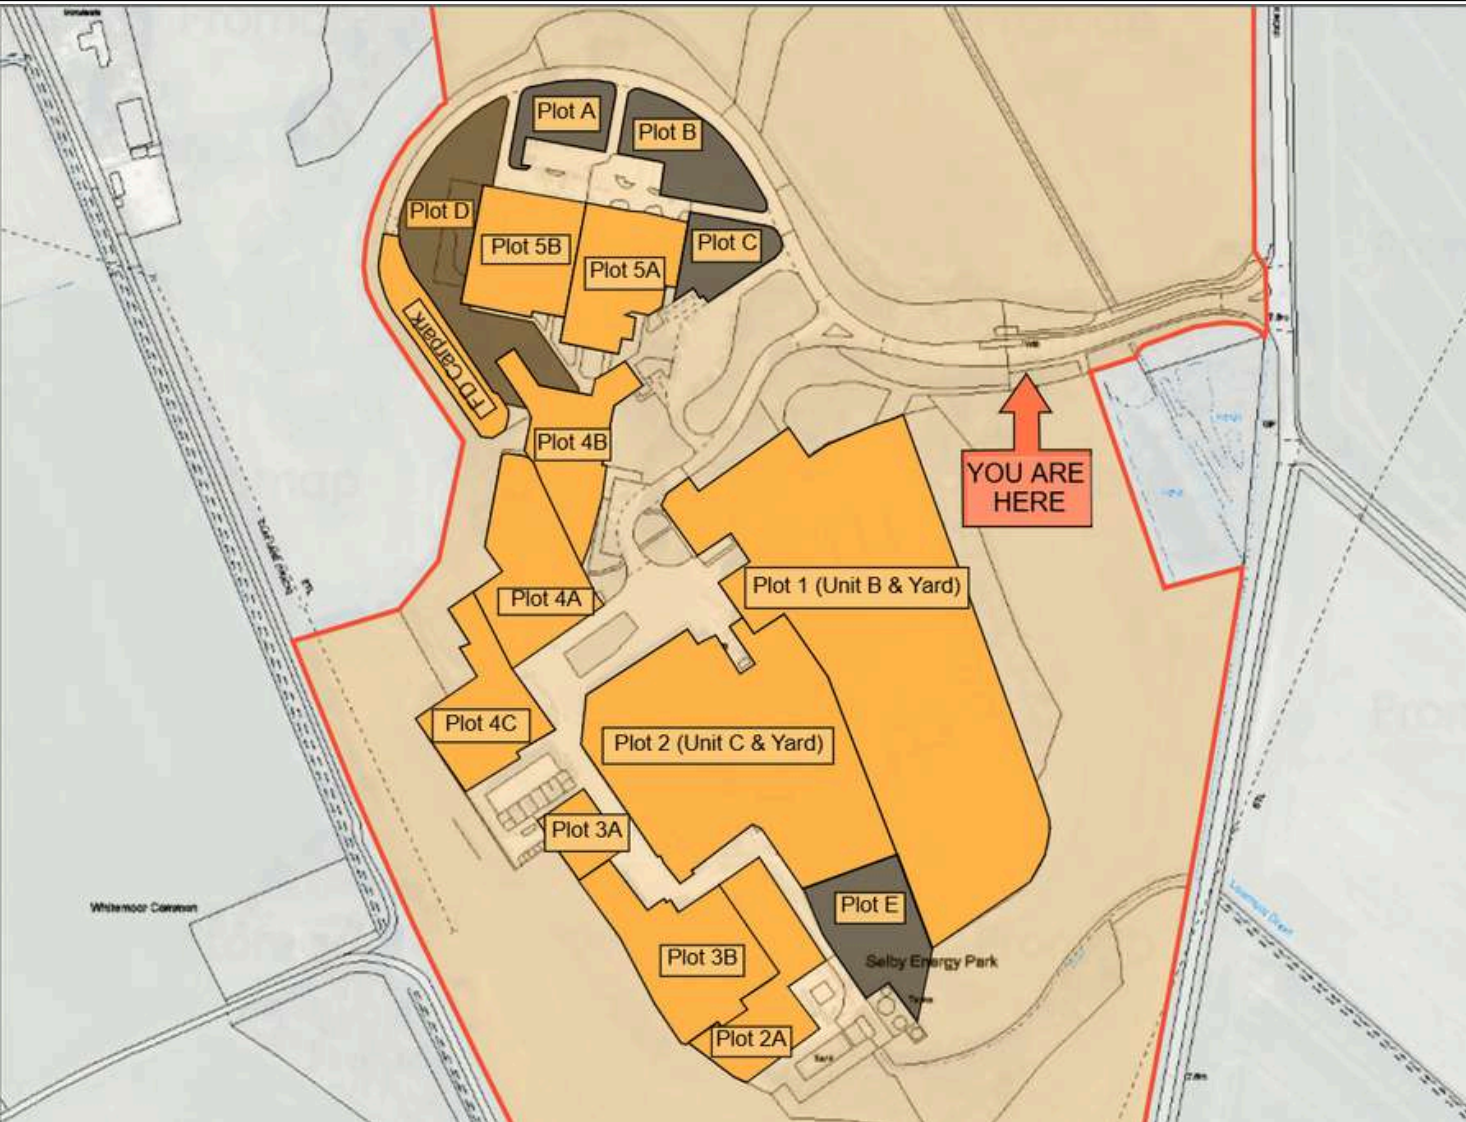 Plot A
Plot B
Plot D
Plot C
Plot 5B
Plot 5A
FD Carpark
Plot 4B
YOU ARE
HERE
Plot 1 (Unit B & Yard)
Plot 4A
Plot 4C
Plot 2 (Unit C & Yard)
Plot 3A
Whitemoor Common
Plot E
Plot 3B
Selby Energy Park
Plot 2A